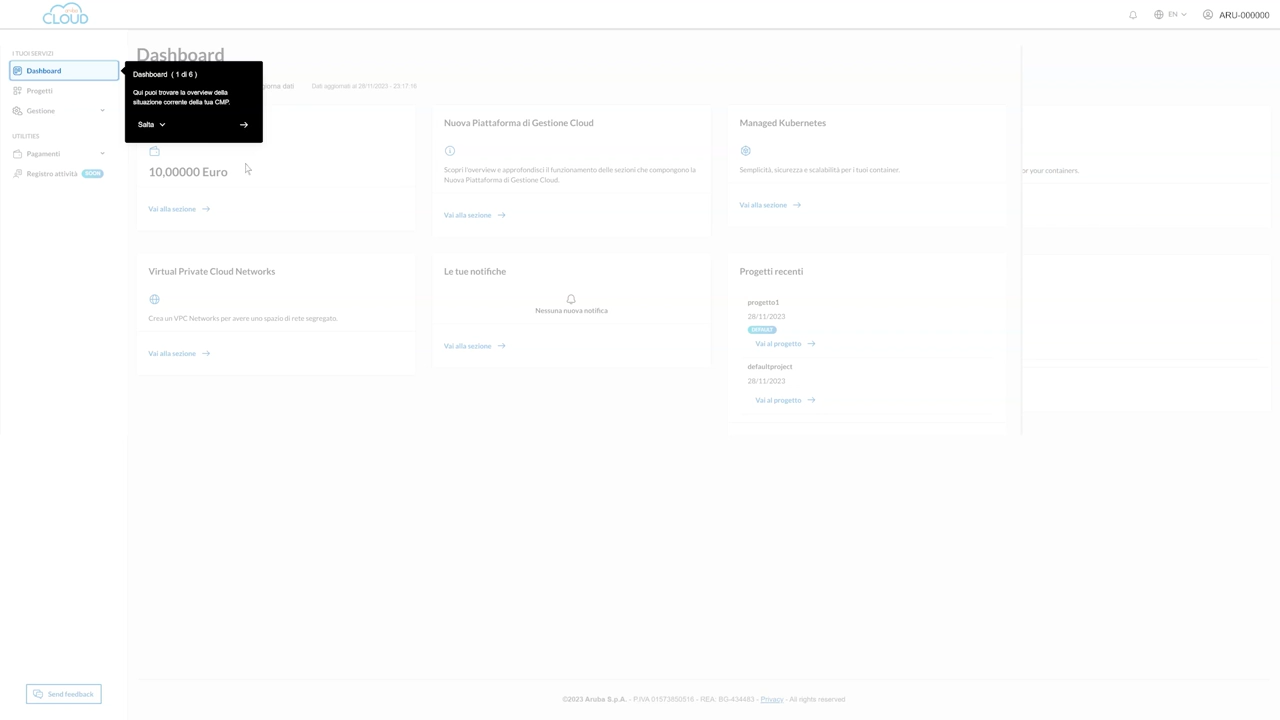 aruba
CLOUD
EN
ARU-000000
I TUOI SERVIZI
Dashboard
Progetti
Gestione
UTILITIES
Pagamenti
Registro attività
Dashboard
Dashboard ( 1 di 6 )
Qui puoi trovare la overview della
situazione corrente della tua CMP.
Salta
giorna dati
Dati aggiornati al 28/11/2023 - 23:17:16
10,00000 Euro
Vai alla sezione
Nuova Piattaforma di Gestione Cloud
Scopri l'overview e approfondisci il funzionamento delle sezioni che compongono la
Nuova Piattaforma di Gestione Cloud.
Vai alla sezione
Managed Kubernetes
Semplicità, sicurezza e scalabilità per i tuoi container.
Vai alla sezione
or your containers.
Virtual Private Cloud Networks
Crea un VPC Networks per avere uno spazio di rete segregato.
Vai alla sezione
Le tue notifiche
Nessuna nuova notifica
Vai alla sezione
Progetti recenti
progetto1
28/11/2023
DEFAULT
Vai al progetto
defaultproject
28/11/2023
Vai al progetto
Send feedback
©2023 Aruba S.p.A. - P.IVA 01573850516 - REA: BG-434483 - Privacy - All rights reserved